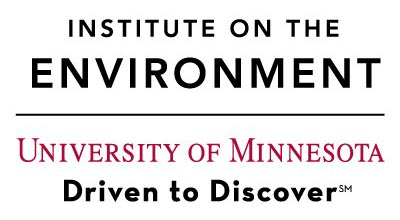 INSTITUTE ON THE
ENVIRONMENT
UNIVERSITY OF MINNESOTA
Driven to Discover℠